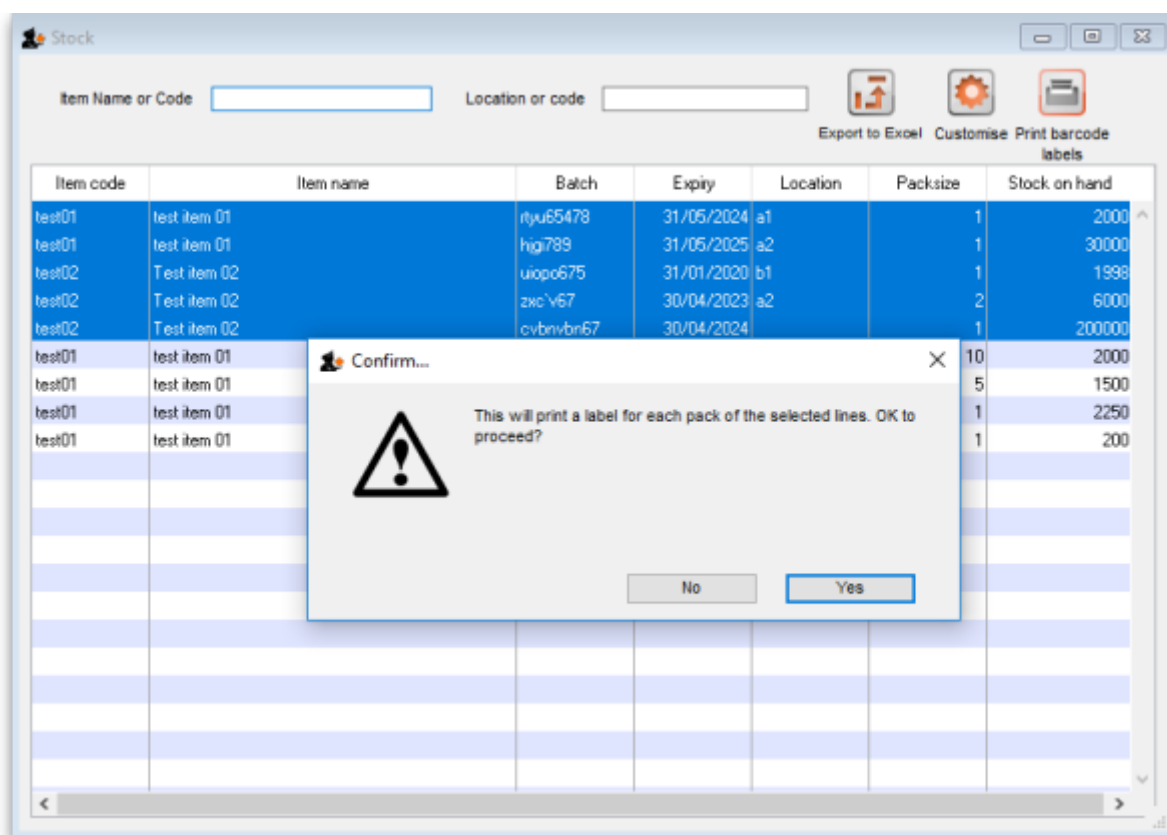 Stock
Item Name or Code Location or code
Export to Excel Customise Print barcode labels
Item code Item name Batch Expiry Location Packsize Stock on hand
test01 test item 01 rtyu65478 31/05/2024 a1 1 2000
test01 test item 01 hjgi789 31/05/2025 a2 1 30000
test02 Test item 02 uiopo675 31/01/2020 b1 1 1998
test02 Test item 02 zxc`v67 30/04/2023 a2 2 6000
test02 Test item 02 cvbnvbn67 30/04/2024 1 200000
test01 test item 01 10 2000
test01 test item 01 5 1500
test01 test item 01 1 2250
test01 test item 01 1 200
Confirm...
This will print a label for each pack of the selected lines. OK to
proceed?
No Yes